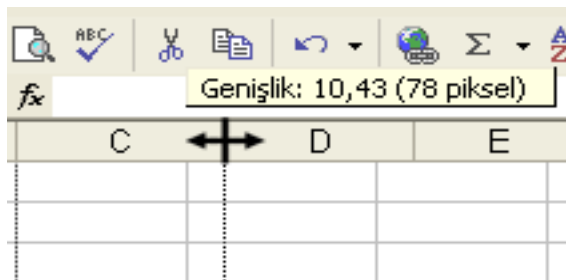 ABC Σ A Z
fx Genişlik: 10,43 (78 piksel)
C D E